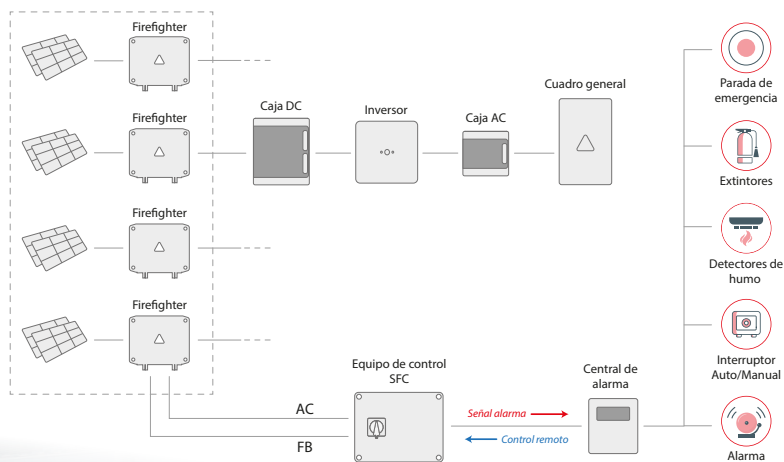 Firefighter
Firefighter
Firefighter
Firefighter
Caja DC
Inversor
Caja AC
Cuadro general
Equipo de control
SFC
AC
FB
Señal alarma
Control remoto
Central de
alarma
Parada de
emergencia
Extintores
Detectores de
humo
Interruptor
Auto/Manual
Alarma